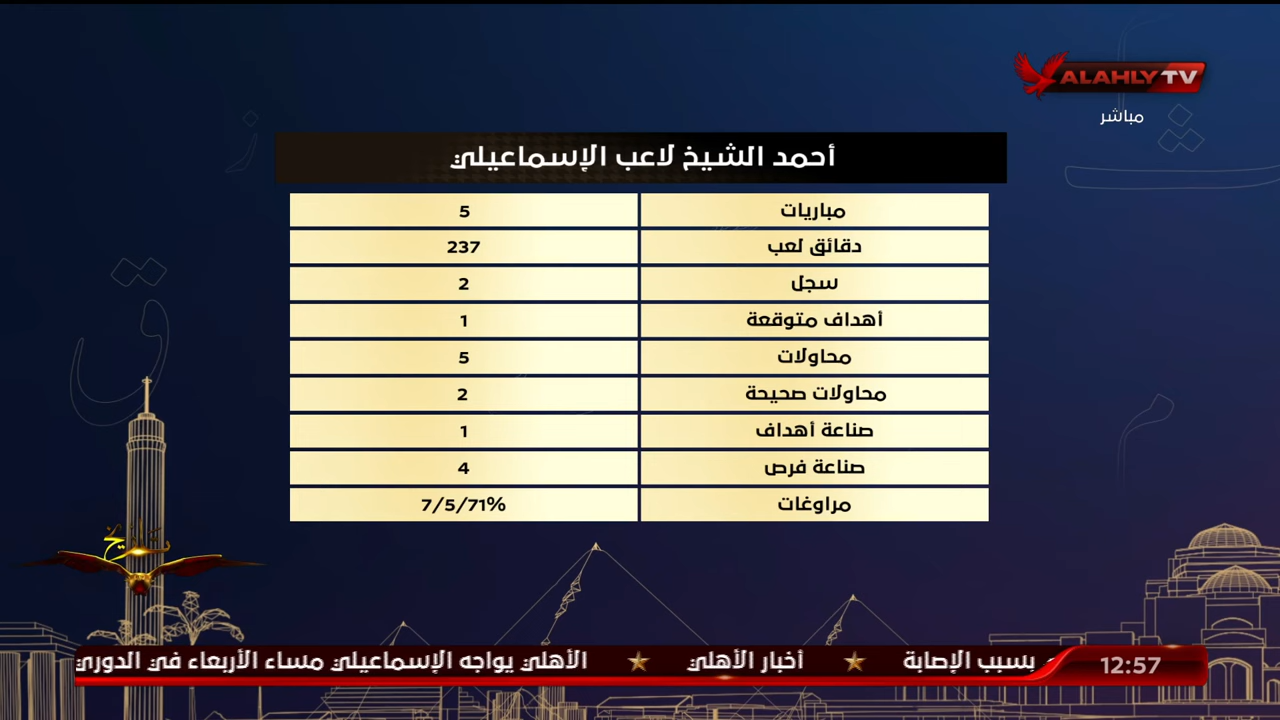 ALAHLY TV
مباشر
أحمد الشيخ لاعب الإسماعيلي
مباريات 5
دقائق لعب 237
سجل 2
أهداف متوقعة 1
محاولات 5
محاولات صحيحة 2
صناعة أهداف 1
صناعة فرص 4
مراوغات 7/5/71%
12:57 بسبب الإصابة ★ أخبار الأهلي ★ الأهلي يواجه الإسماعيلي مساء الأربعاء في الدوري